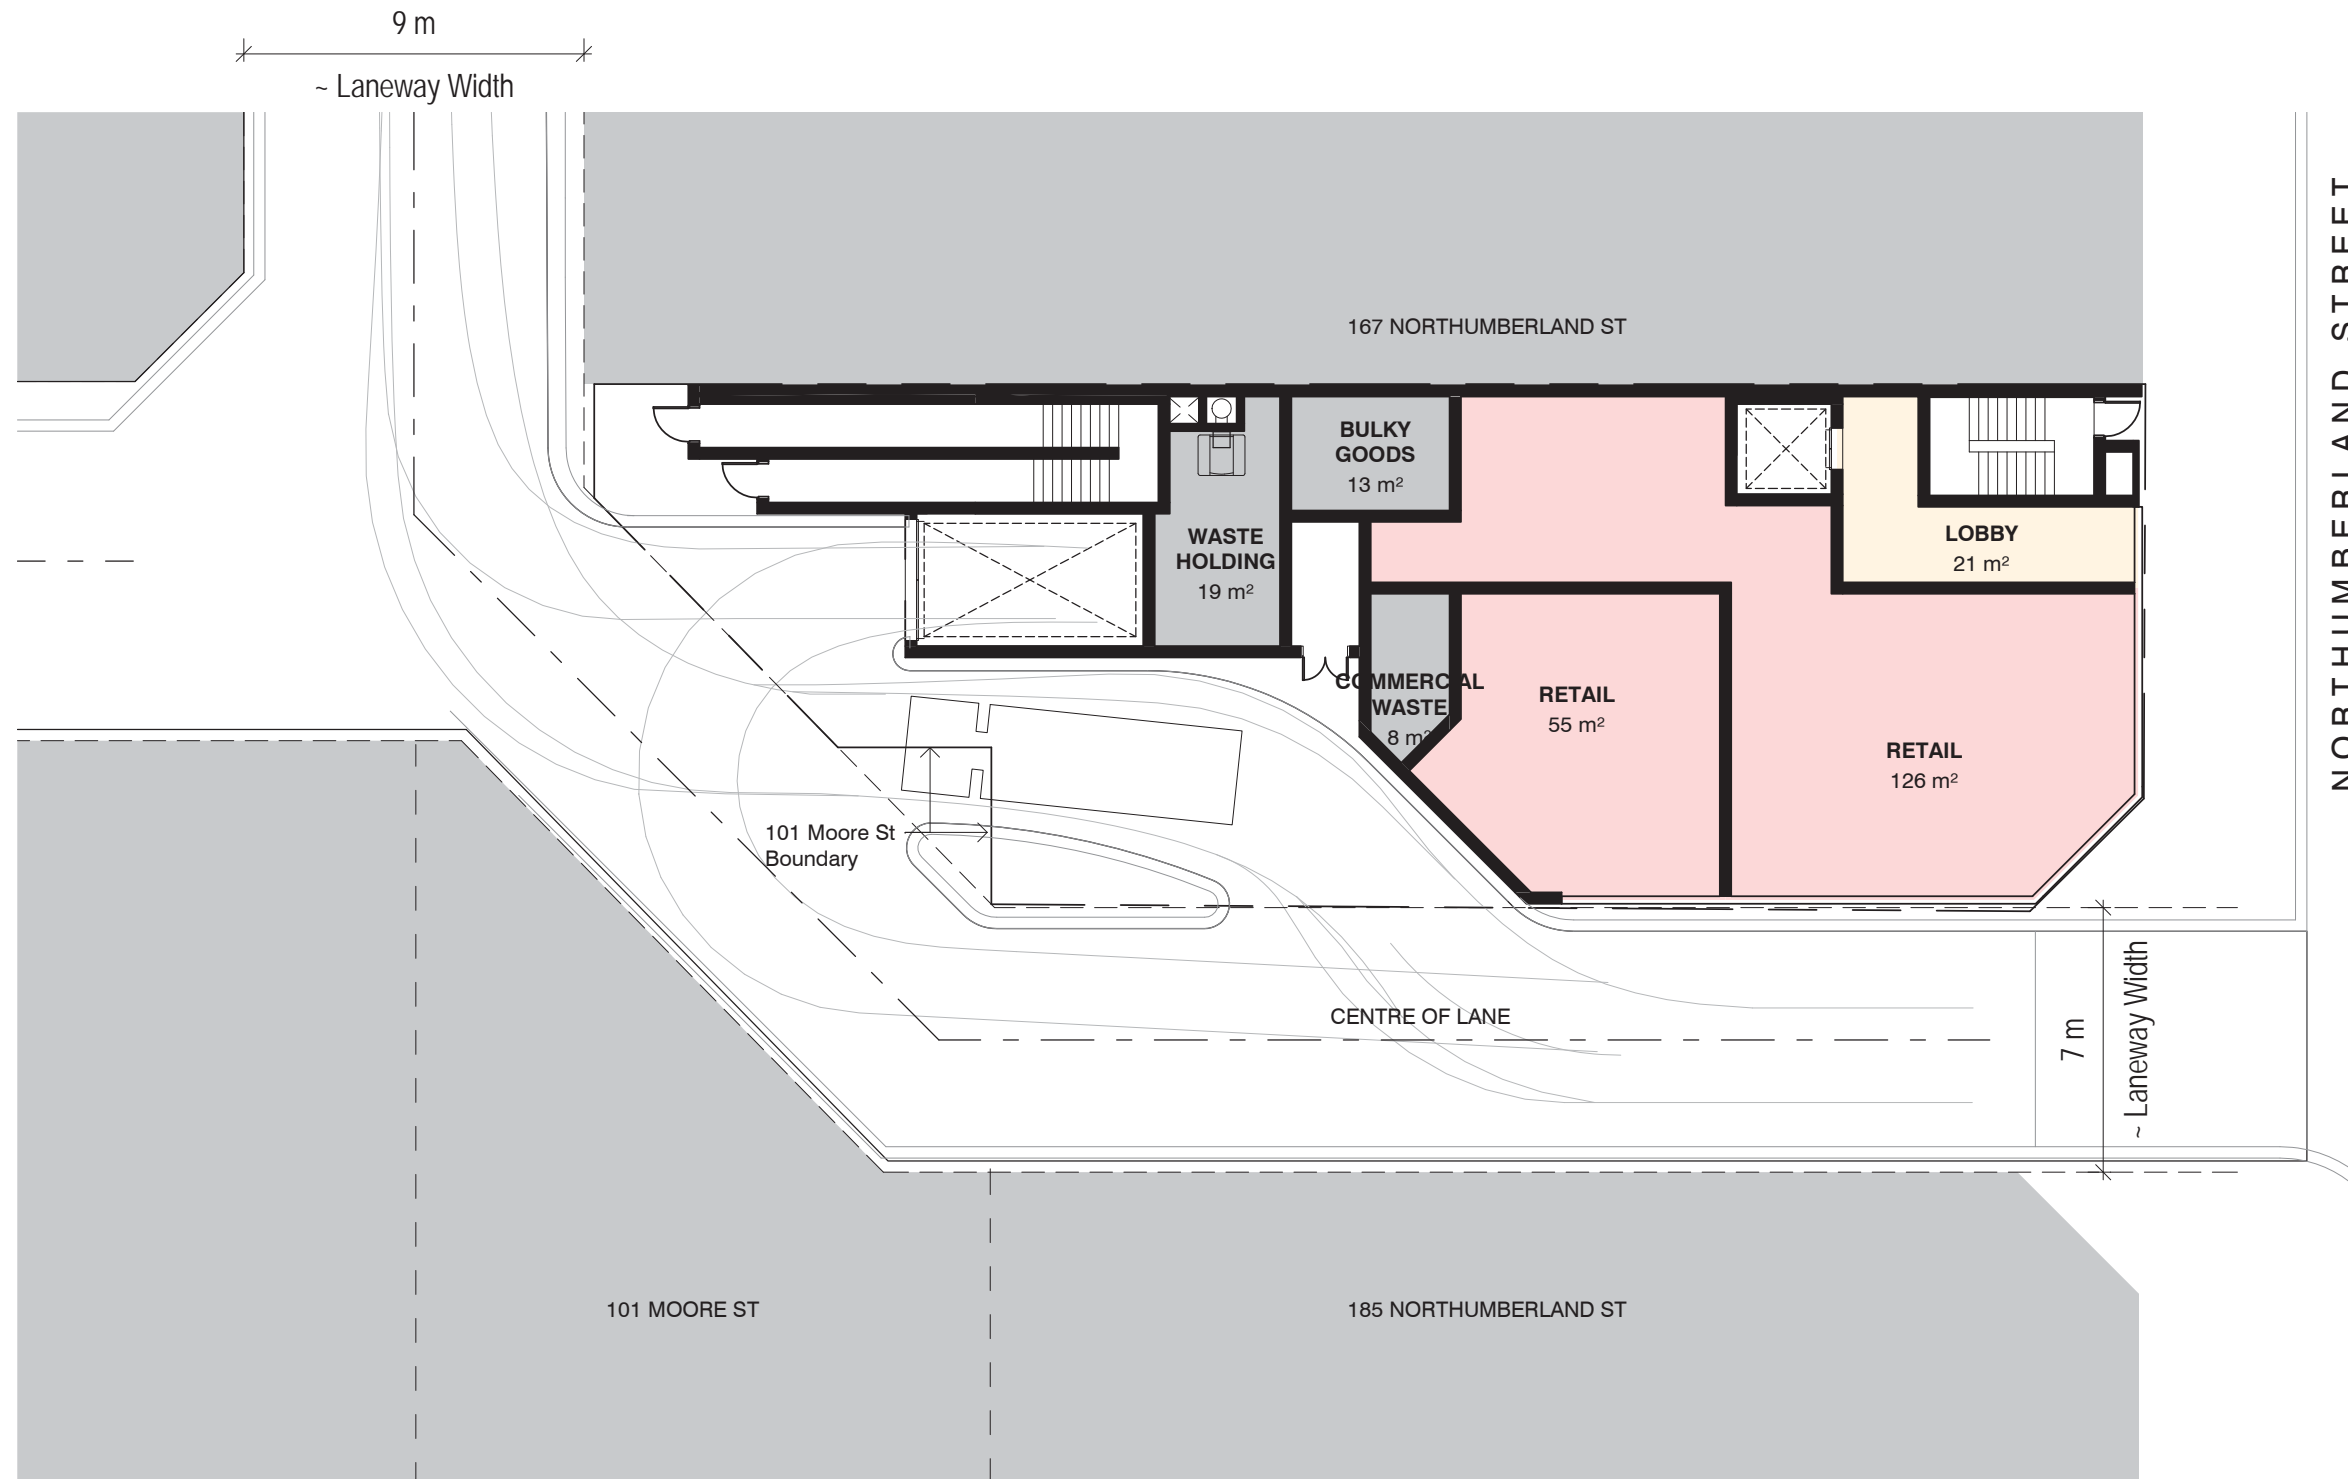 9 m
~ Laneway Width
167 NORTHUMBERLAND ST
NORTHUMBERLAND STREET
BULKY
GOODS
13 m²
WASTE
HOLDING
19 m²
LOBBY
21 m²
COMMERCIAL
WASTE
8 m²
RETAIL
55 m²
RETAIL
126 m²
101 Moore St
Boundary
CENTRE OF LANE
7 m
~ Laneway Width
101 MOORE ST
185 NORTHUMBERLAND ST